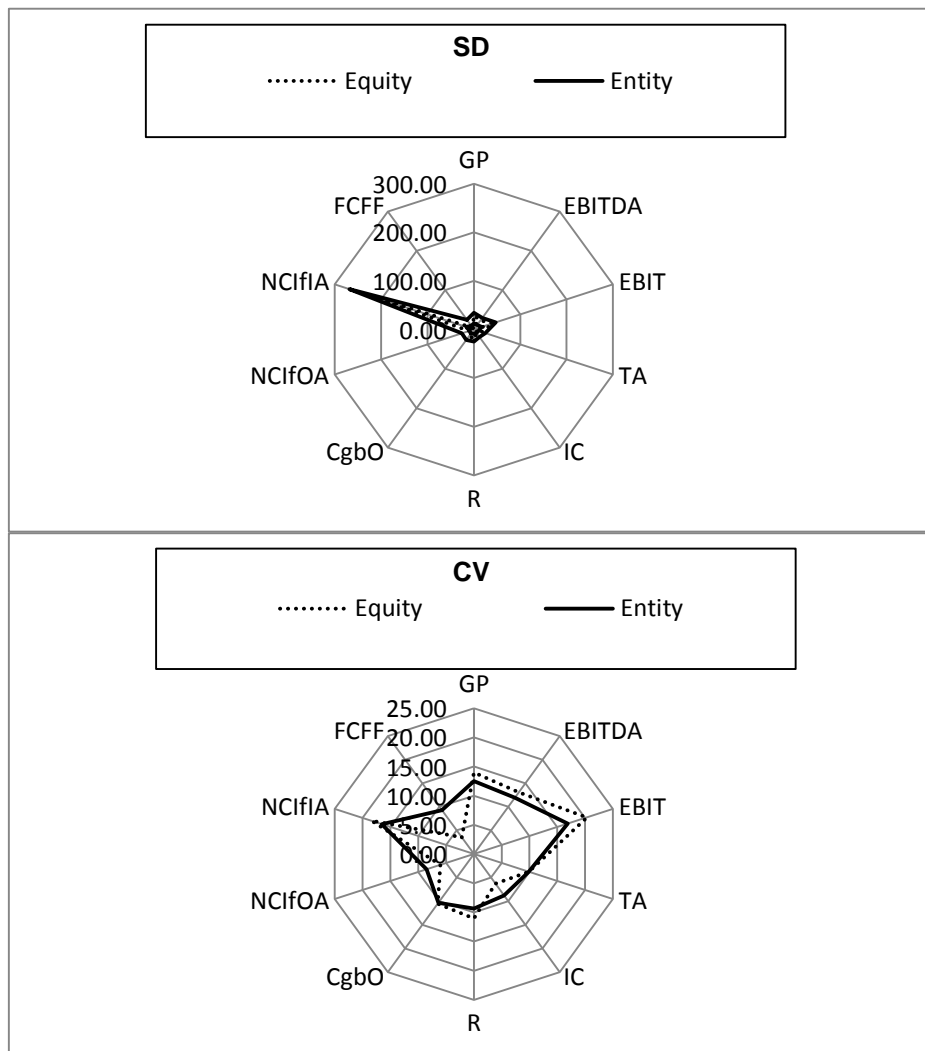 SD
Equity Entity
GP
300.00
FCFF EBITDA
200.00
NCIfIA 100.00 EBIT
0.00
NCIfOA TA
CgbO IC
R
CV
Equity Entity
GP
25.00
FCFF 20.00 EBITDA
15.00
NCIfIA 10.00 EBIT
5.00
0.00
NCIfOA TA
CgbO IC
R